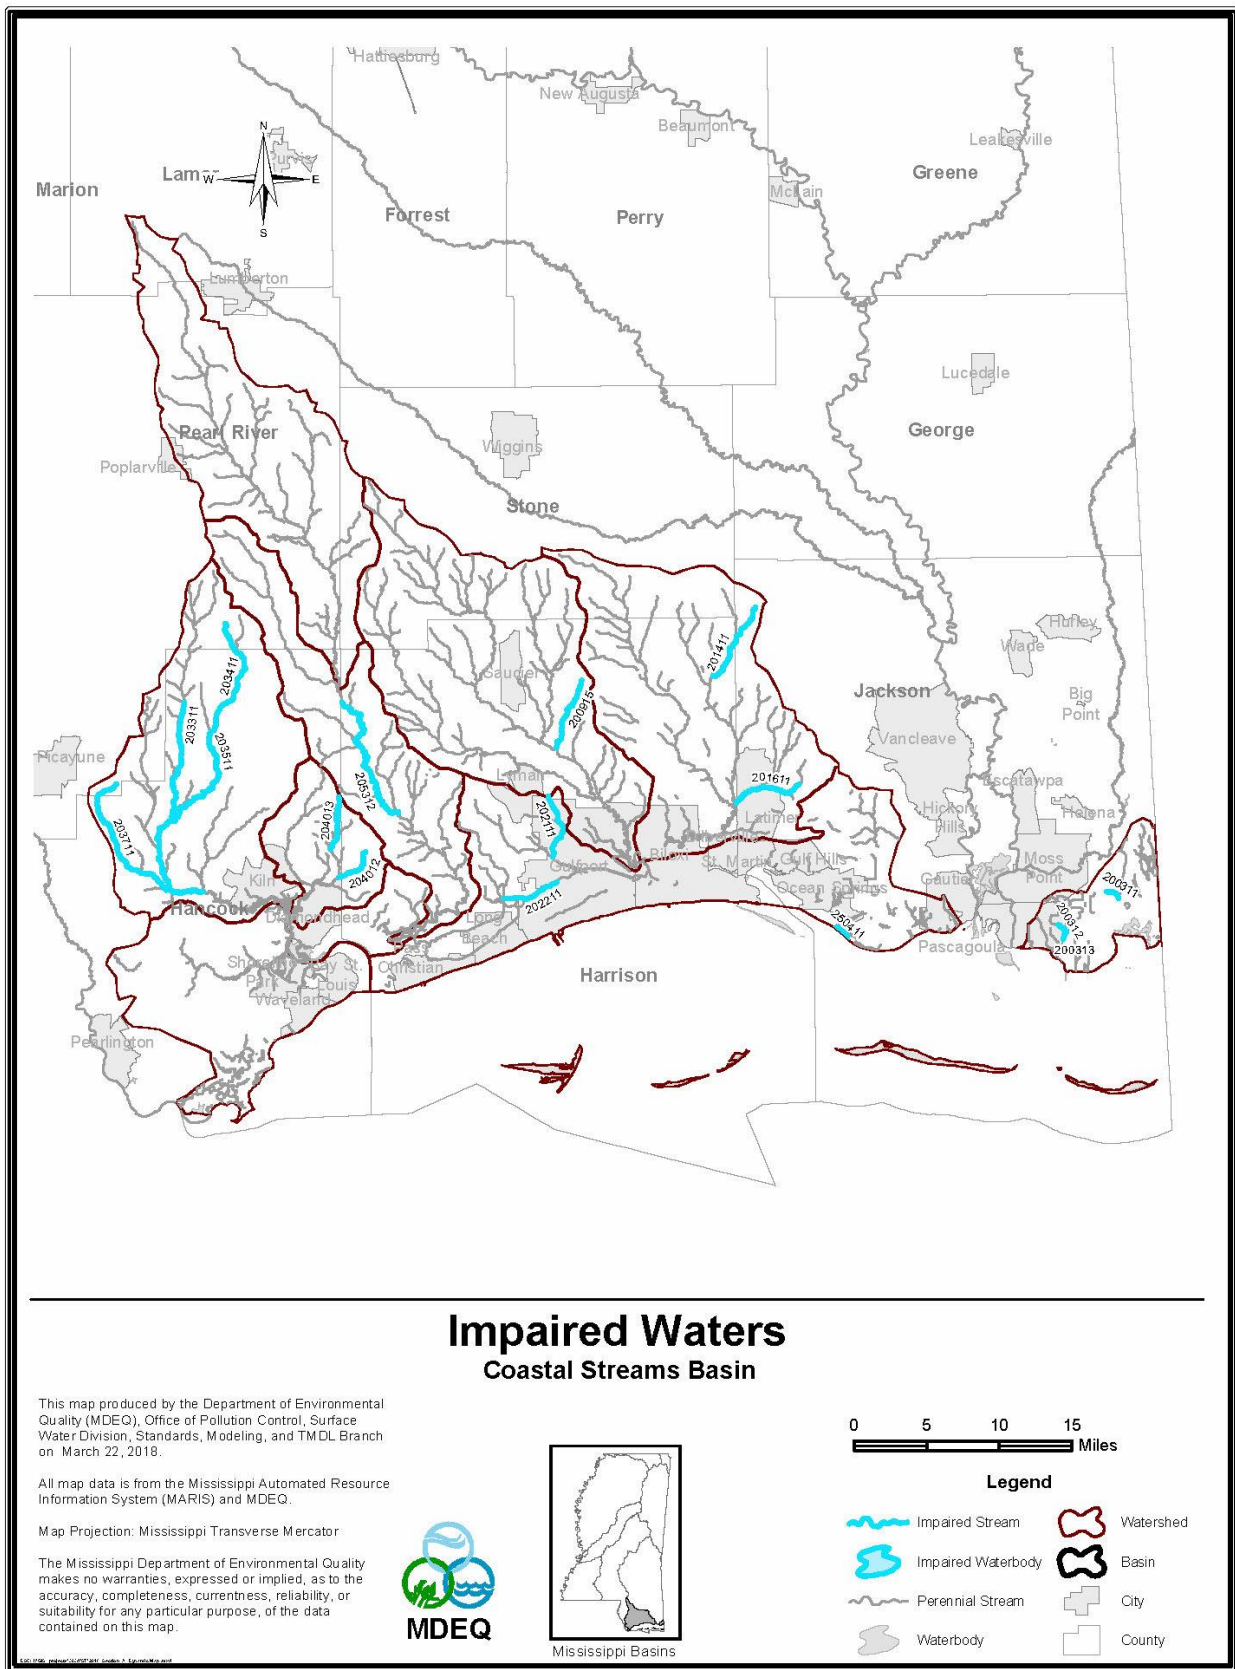 Hattiesburg
New Augusta
Beaumont
Leakesville
N
W
E
S
Purvis
Lamar
Marion
Forrest
Perry
McLain
Greene
Lumberton
Lucedale
George
Pearl River
Poplarville
Wiggins
Stone
Hurley
Wade
Saucier
Jackson
Big
Point
Vancleave
Picayune
203411
203311
203511
203711
205312
204013
204012
200915
201411
201611
202111
202211
Lyman
Latimer
Escatawpa
Hickory
Hills
Helena
D'Iberville
Biloxi
St. Martin
Gulf Hills
Gulfport
Moss
Point
Ocean Springs
Gautier
200311
200312
200313
250411
Pascagoula
Kiln
Hancock
Diamondhead
Long
Beach
Pass
Christian
Shoreline
Park
Bay St.
Louis
Waveland
Harrison
Pearlington
Impaired Waters
Coastal Streams Basin
This map produced by the Department of Environmental
Quality (MDEQ), Office of Pollution Control, Surface
Water Division, Standards, Modeling, and TMDL Branch
on March 22, 2018.
All map data is from the Mississippi Automated Resource
Information System (MARIS) and MDEQ.
Map Projection: Mississippi Transverse Mercator
The Mississippi Department of Environmental Quality
makes no warranties, expressed or implied, as to the
accuracy, completeness, currentness, reliability, or
suitability for any particular purpose, of the data
contained on this map.
MDEQ
Mississippi Basins
0 5 10 15
Miles
Legend
Impaired Stream
Watershed
Impaired Waterbody
Basin
Perennial Stream
City
Waterbody
County